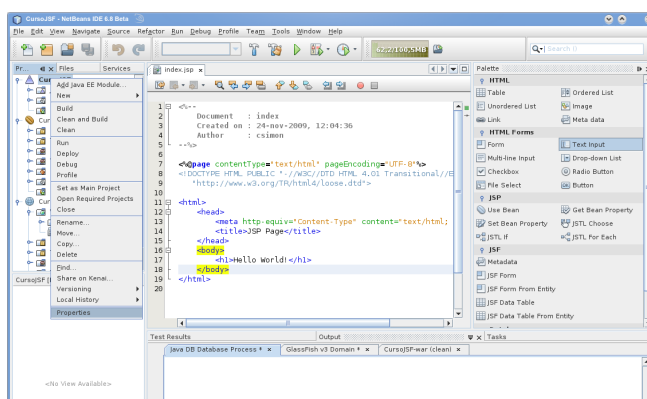 CursoJSF - NetBeans IDE 6.8 Beta
File Edit View Navigate Source Refactor Run Debug Profile Team Tools Window Help
62,2/100,5MB
Search ()
Pr...
Files
Services
Add Java EE Module...
New
Build
Clean and Build
Clean
Run
Deploy
Debug
Profile
Set as Main Project
Open Required Projects
Close
Rename...
Move...
Copy...
Delete
Find...
Share on Kenai...
Versioning
Local History
Properties
<No View Available>
index.jsp
1 <%--
2 Document : index
3 Created on : 24-nov-2009, 12:04:36
4 Author : csimon
5 --%>
6
7 <%@page contentType="text/html" pageEncoding="UTF-8"%>
8 <!DOCTYPE HTML PUBLIC "-//W3C//DTD HTML 4.01 Transitional//E
9 "http://www.w3.org/TR/html4/loose.dtd">
10
11 <html>
12 <head>
13 <meta http-equiv="Content-Type" content="text/html;
14 <title>JSP Page</title>
15 </head>
16 <body>
17 <h1>Hello World!</h1>
18 </body>
19 </html>
20
Palette
HTML
Table
Ordered List
Unordered List
Image
Link
Meta data
HTML Forms
Form
Text Input
Multi-line Input
Drop-down List
Checkbox
Radio Button
File Select
Button
JSP
Use Bean
Get Bean Property
Set Bean Property
JSTL Choose
JSTL If
JSTL For Each
JSF
Metadata
JSF Form
JSF Form From Entity
JSF Data Table
JSF Data Table From Entity
Test Results
Output
Tasks
Java DB Database Process *
GlassFish v3 Domain *
CursoJSP-war (clean)